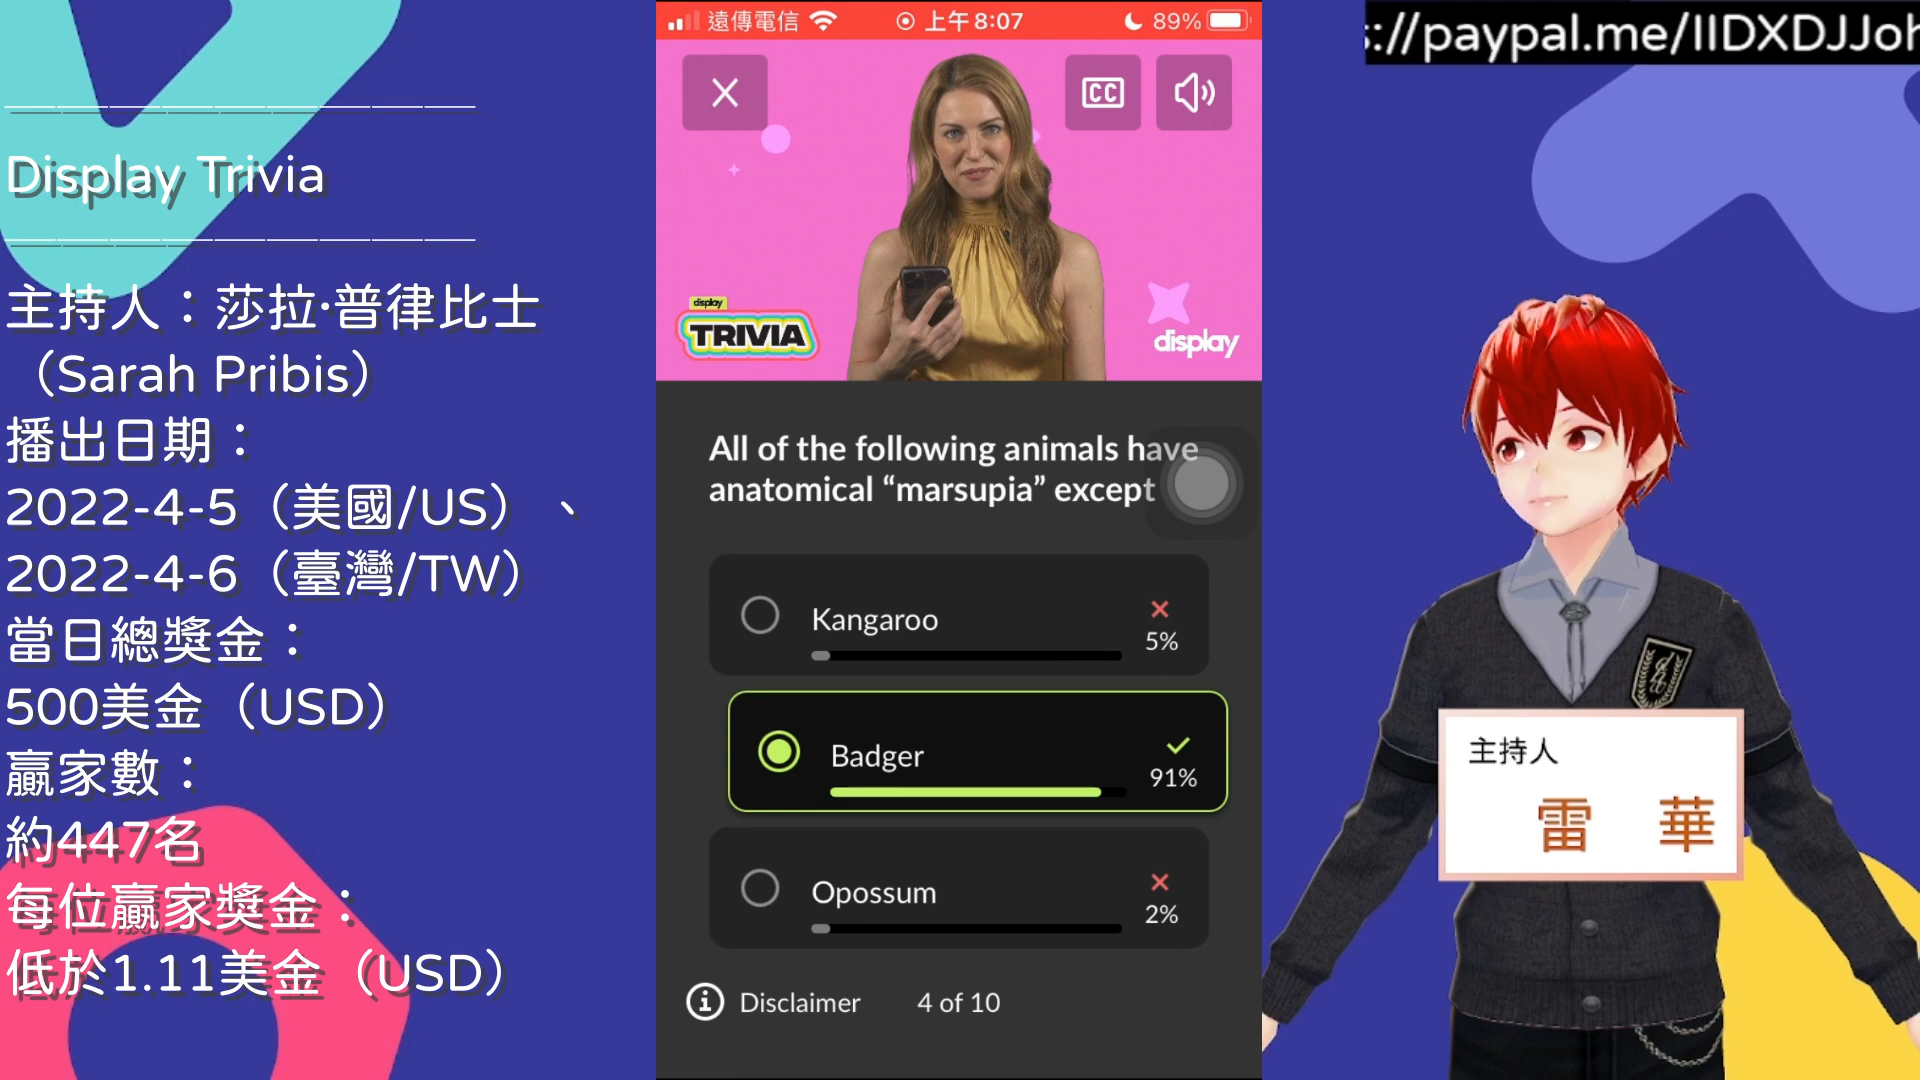 Display Trivia
主持人：莎拉·普律比士
（Sarah Pribis）
播出日期：
2022-4-5（美國/US）、
2022-4-6（臺灣/TW）
當日總獎金：
500美金（USD）
贏家數：
約447名
每位贏家獎金：
低於1.11美金（USD）
遠傳電信 上午8:07 89%
CC
display
TRIVIA
display
All of the following animals have
anatomical “marsupia” except
Kangaroo
5%
Badger
91%
Opossum
2%
Disclaimer 4 of 10
://paypal.me/IIDXDJJoh
主持人
雷 華